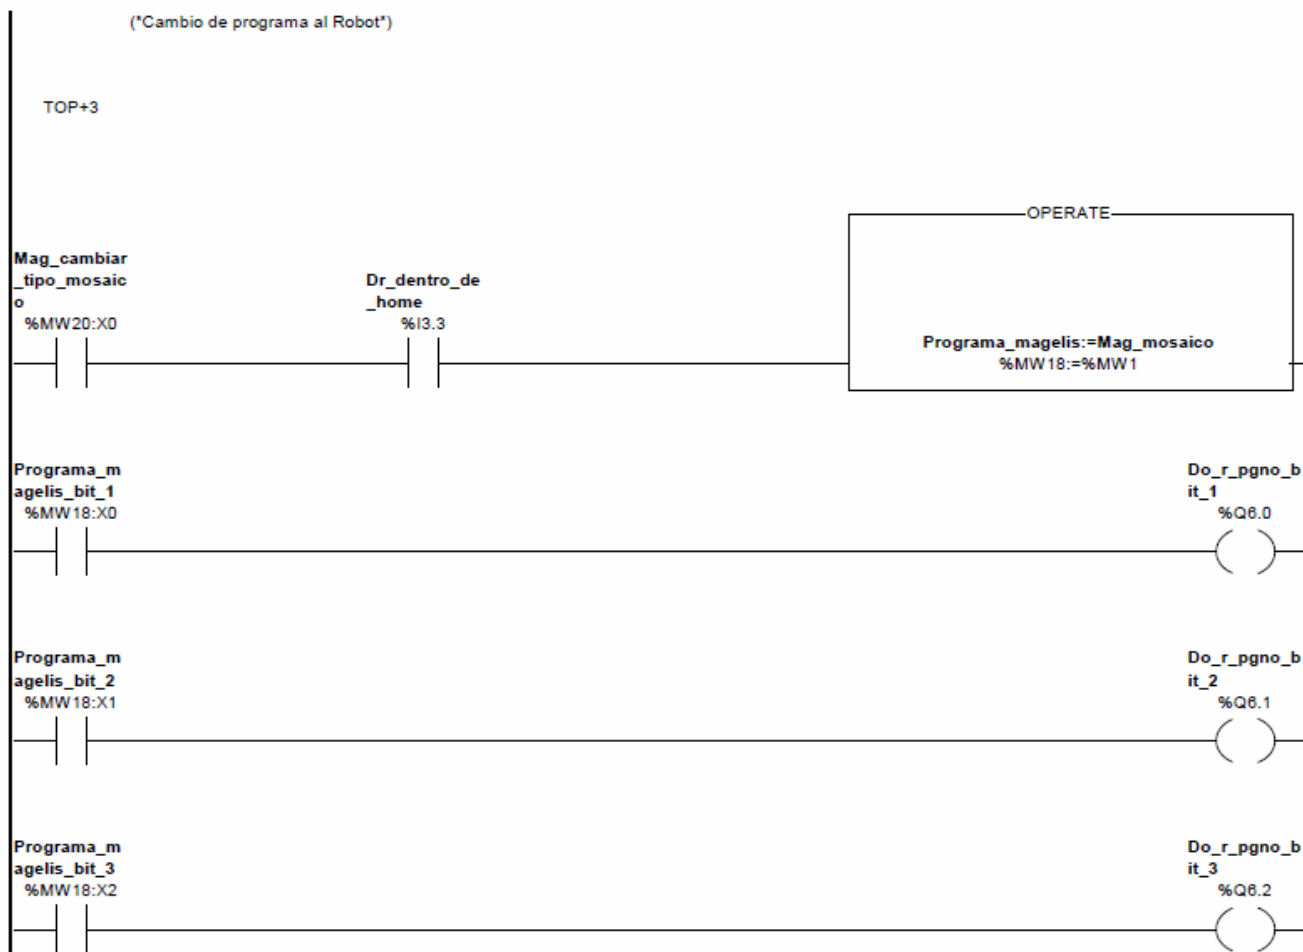 ("Cambio de programa al Robot")
TOP+3
OPERATE
Mag_cambiar
_tipo_mosaic
o
%MW20:X0
Dr_dentro_de
_home
%I3.3
Programa_magelis:=Mag_mosaico
%MW18:=%MW1
Programa_m
agelis_bit_1
%MW18:X0
Do_r_pgno_b
it_1
%Q6.0
Programa_m
agelis_bit_2
%MW18:X1
Do_r_pgno_b
it_2
%Q6.1
Programa_m
agelis_bit_3
%MW18:X2
Do_r_pgno_b
it_3
%Q6.2